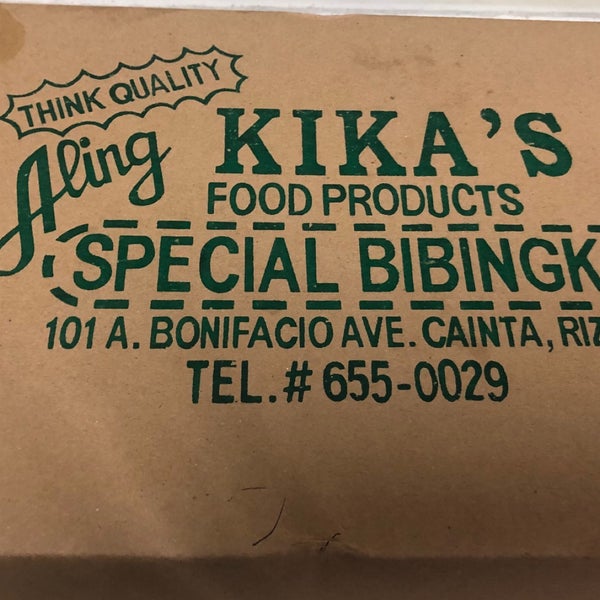 THINK QUALITY
Aling KIKA'S
FOOD PRODUCTS
SPECIAL BIBINGK
101 A. BONIFACIO AVE. CAINTA, RIZ
TEL. # 655-0029